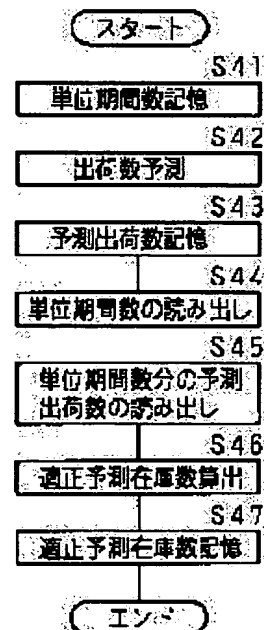 スタート
S41
単位期間数記憶
S42
出荷数予測
S43
予測出荷数記憶
S44
単位期間数の読み出し
S45
単位期間数分の予測
出荷数の読み出し
S46
適正予測在庫数算出
S47
適正予測在庫数記憶
エンド